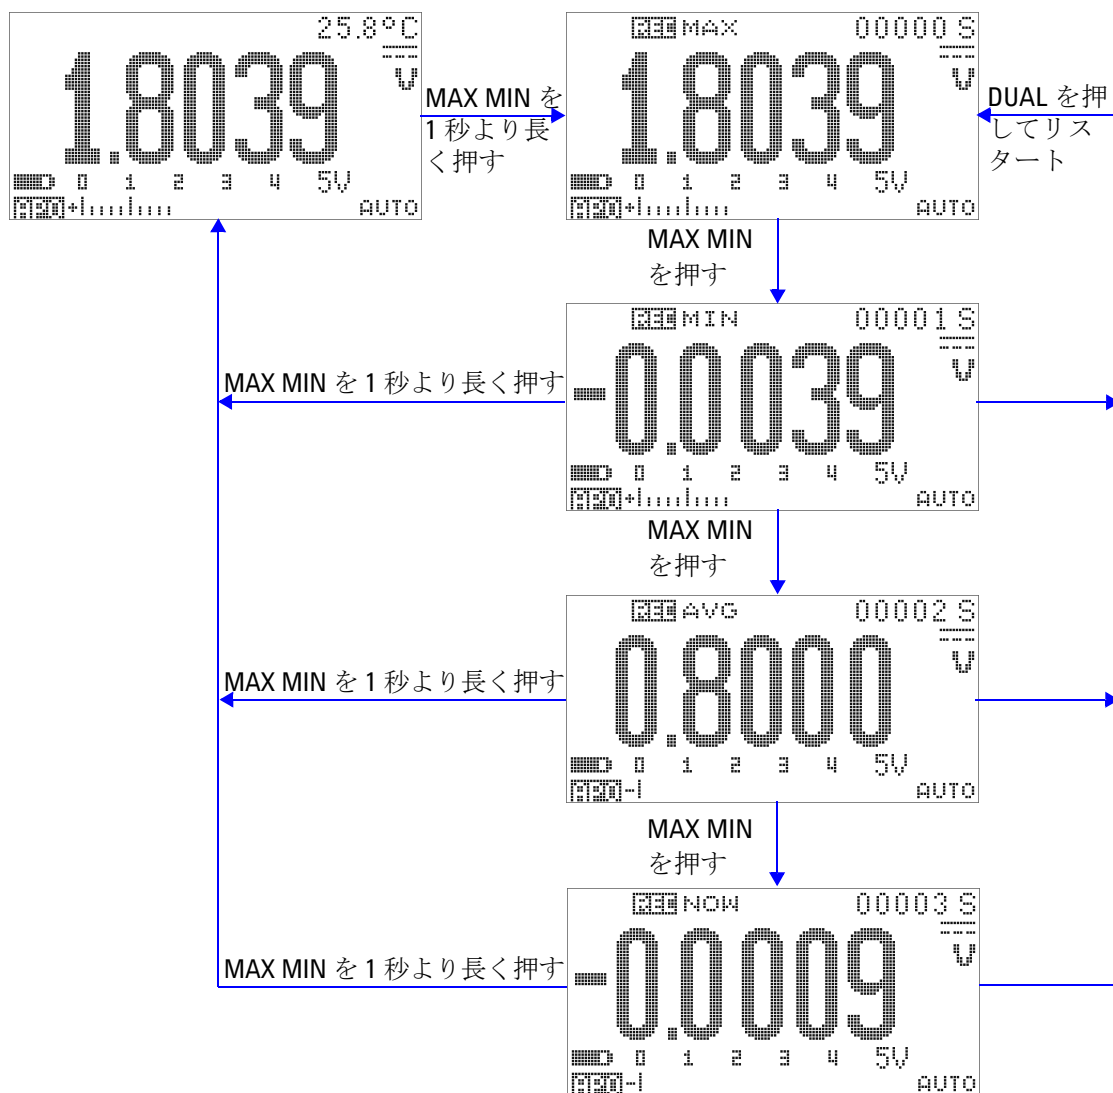 25.8°C
1.8039
V
0 1 2 3 4 5V
APO
AUTO
MAX MIN を
1 秒より長
く押す
REC MAX 00000 S
1.8039
V
0 1 2 3 4 5V
APO
AUTO
DUAL を押
してリス
タート
MAX MIN
を押す
REC MIN 00001 S
-0.0039
V
0 1 2 3 4 5V
APO
AUTO
MAX MIN を 1 秒より長く押す
MAX MIN
を押す
REC AVG 00002 S
0.8000
V
0 1 2 3 4 5V
APO
AUTO
MAX MIN を 1 秒より長く押す
MAX MIN
を押す
REC NOW 00003 S
-0.0009
V
0 1 2 3 4 5V
APO
AUTO
MAX MIN を 1 秒より長く押す